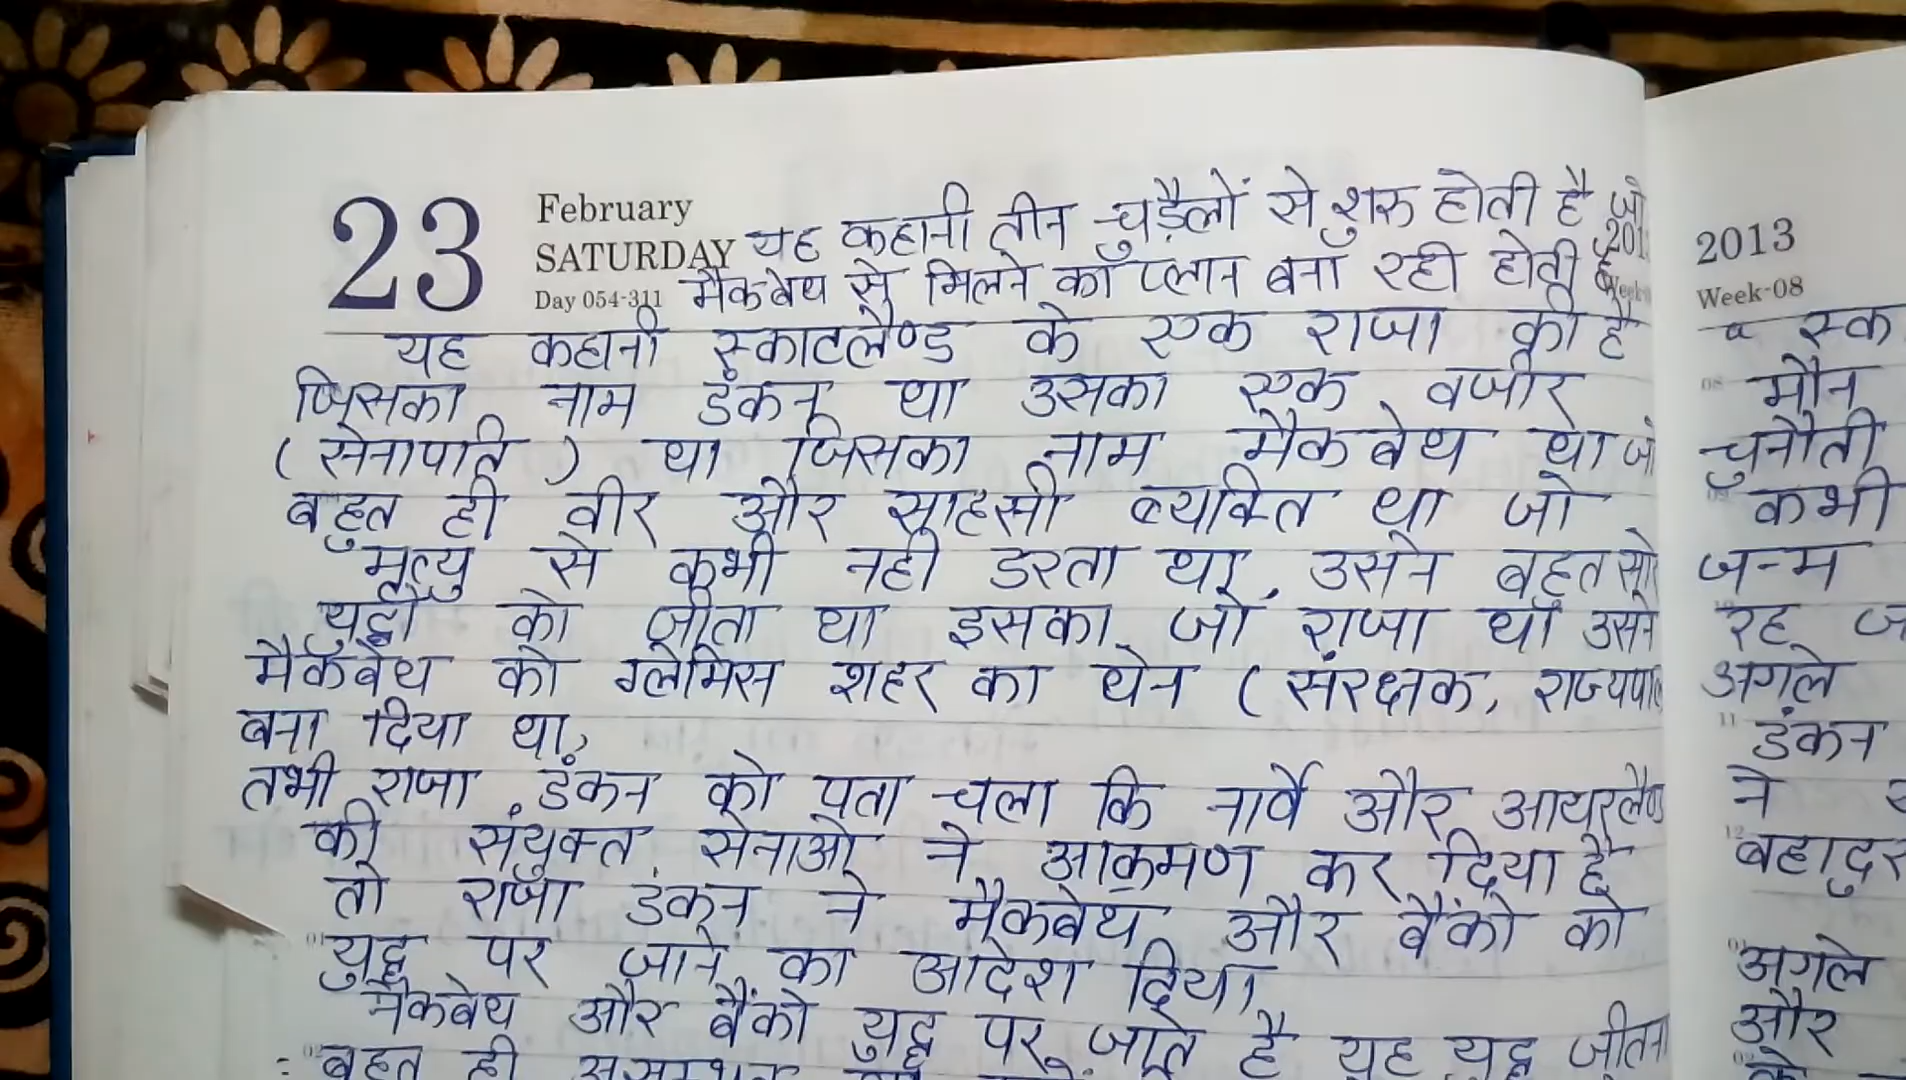 23
February
SATURDAY
Day 054-311
यह कहानी तीन चुड़ैलों से शुरु होती है जो
मैकबेथ से मिलने का प्लान बना रही होती है
यह कहानी स्काटलैण्ड के एक राजा की है
जिसका नाम डंकन था उसका एक वजीर
(सेनापति) था जिसका नाम मैकबेथ था जो
बहुत ही वीर और साहसी व्यक्ति था जो
मृत्यु से कभी नही डरता था, उसने बहुत सारे
युद्धो को जीता था इसका जो राजा था उसने
मैकबेथ को ग्लेमिस शहर का थेन (संरक्षक, राज्यपाल
बना दिया था,
तभी राजा डंकन को पता चला कि नार्वे और आयरलैण्ड
की संयुक्त सेनाओ ने आक्रमण कर दिया है
तो राजा डंकन ने मैकबेथ और बैंको को
युद्ध पर जाने का आदेश दिया,
मैकबेथ और बैंको युद्ध पर जाते है यह युद्ध जीतना
बहुत ही
2013
Week-08
मौन
चुनौती
कभी
जन्म
रह
अगले
डंकन
ने
बहादुर
अगले
और